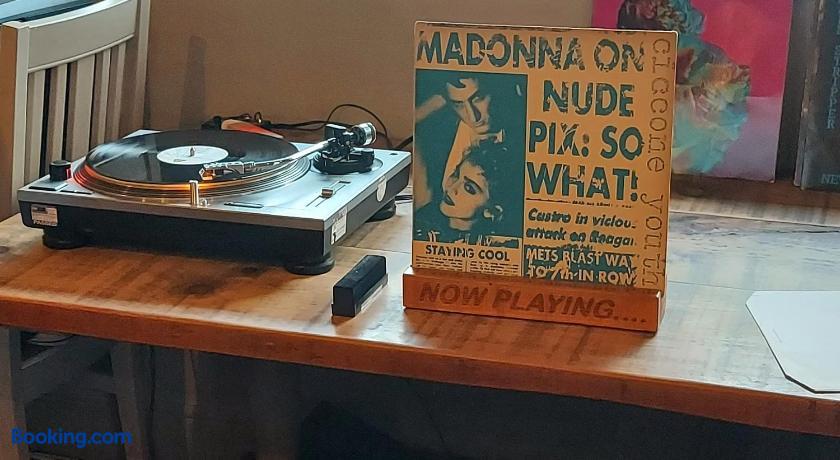 MADONNA ON
NUDE
PIX: SO
WHAT!
ciccone youth
Castro in viciou
attack on Reagan
STAYING COOL
METS BLAST WAY
TO 7th IN ROW
NOW PLAYING....
Booking.com